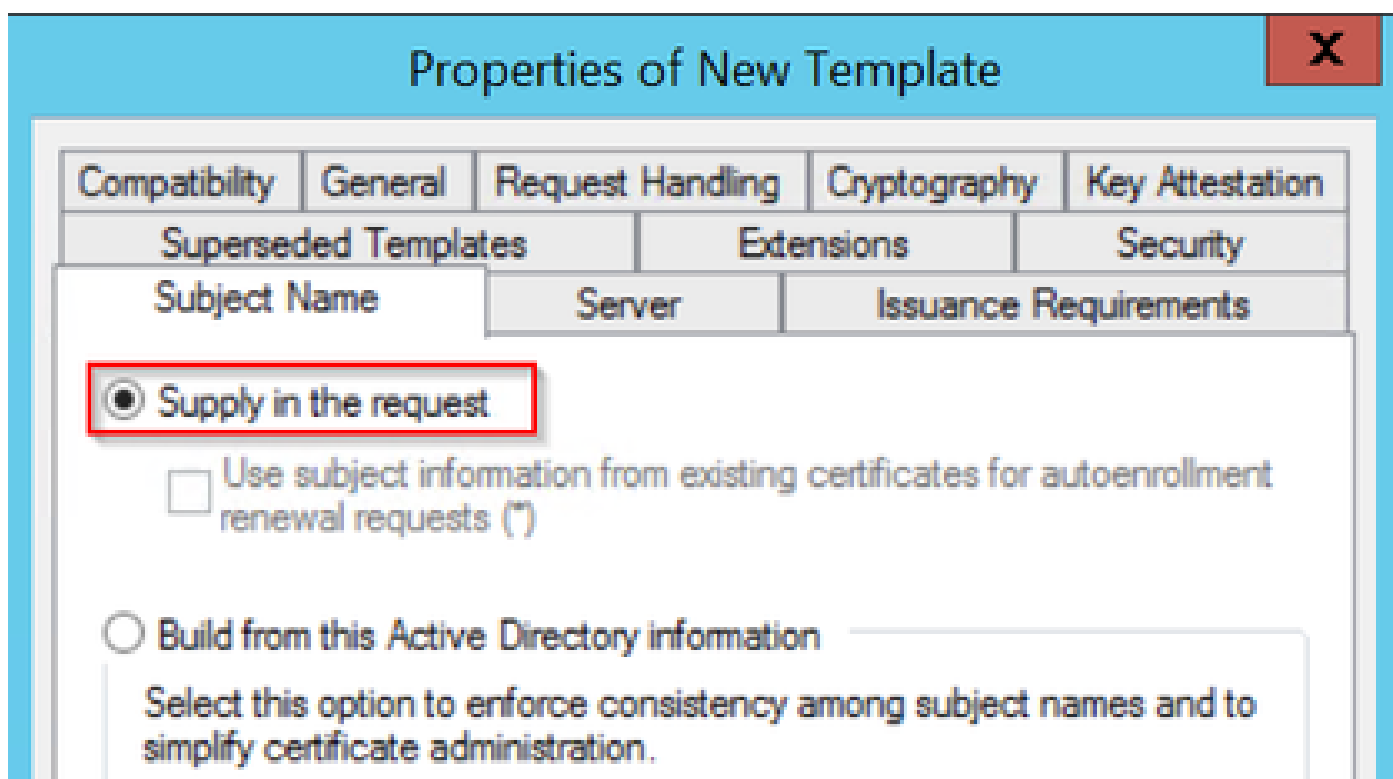 Properties of New Template
X
Compatibility General Request Handling Cryptography Key Attestation
Superseded Templates Extensions Security
Subject Name Server Issuance Requirements
Supply in the request
Use subject information from existing certificates for autoenrollment
renewal requests (*)
Build from this Active Directory information
Select this option to enforce consistency among subject names and to
simplify certificate administration.